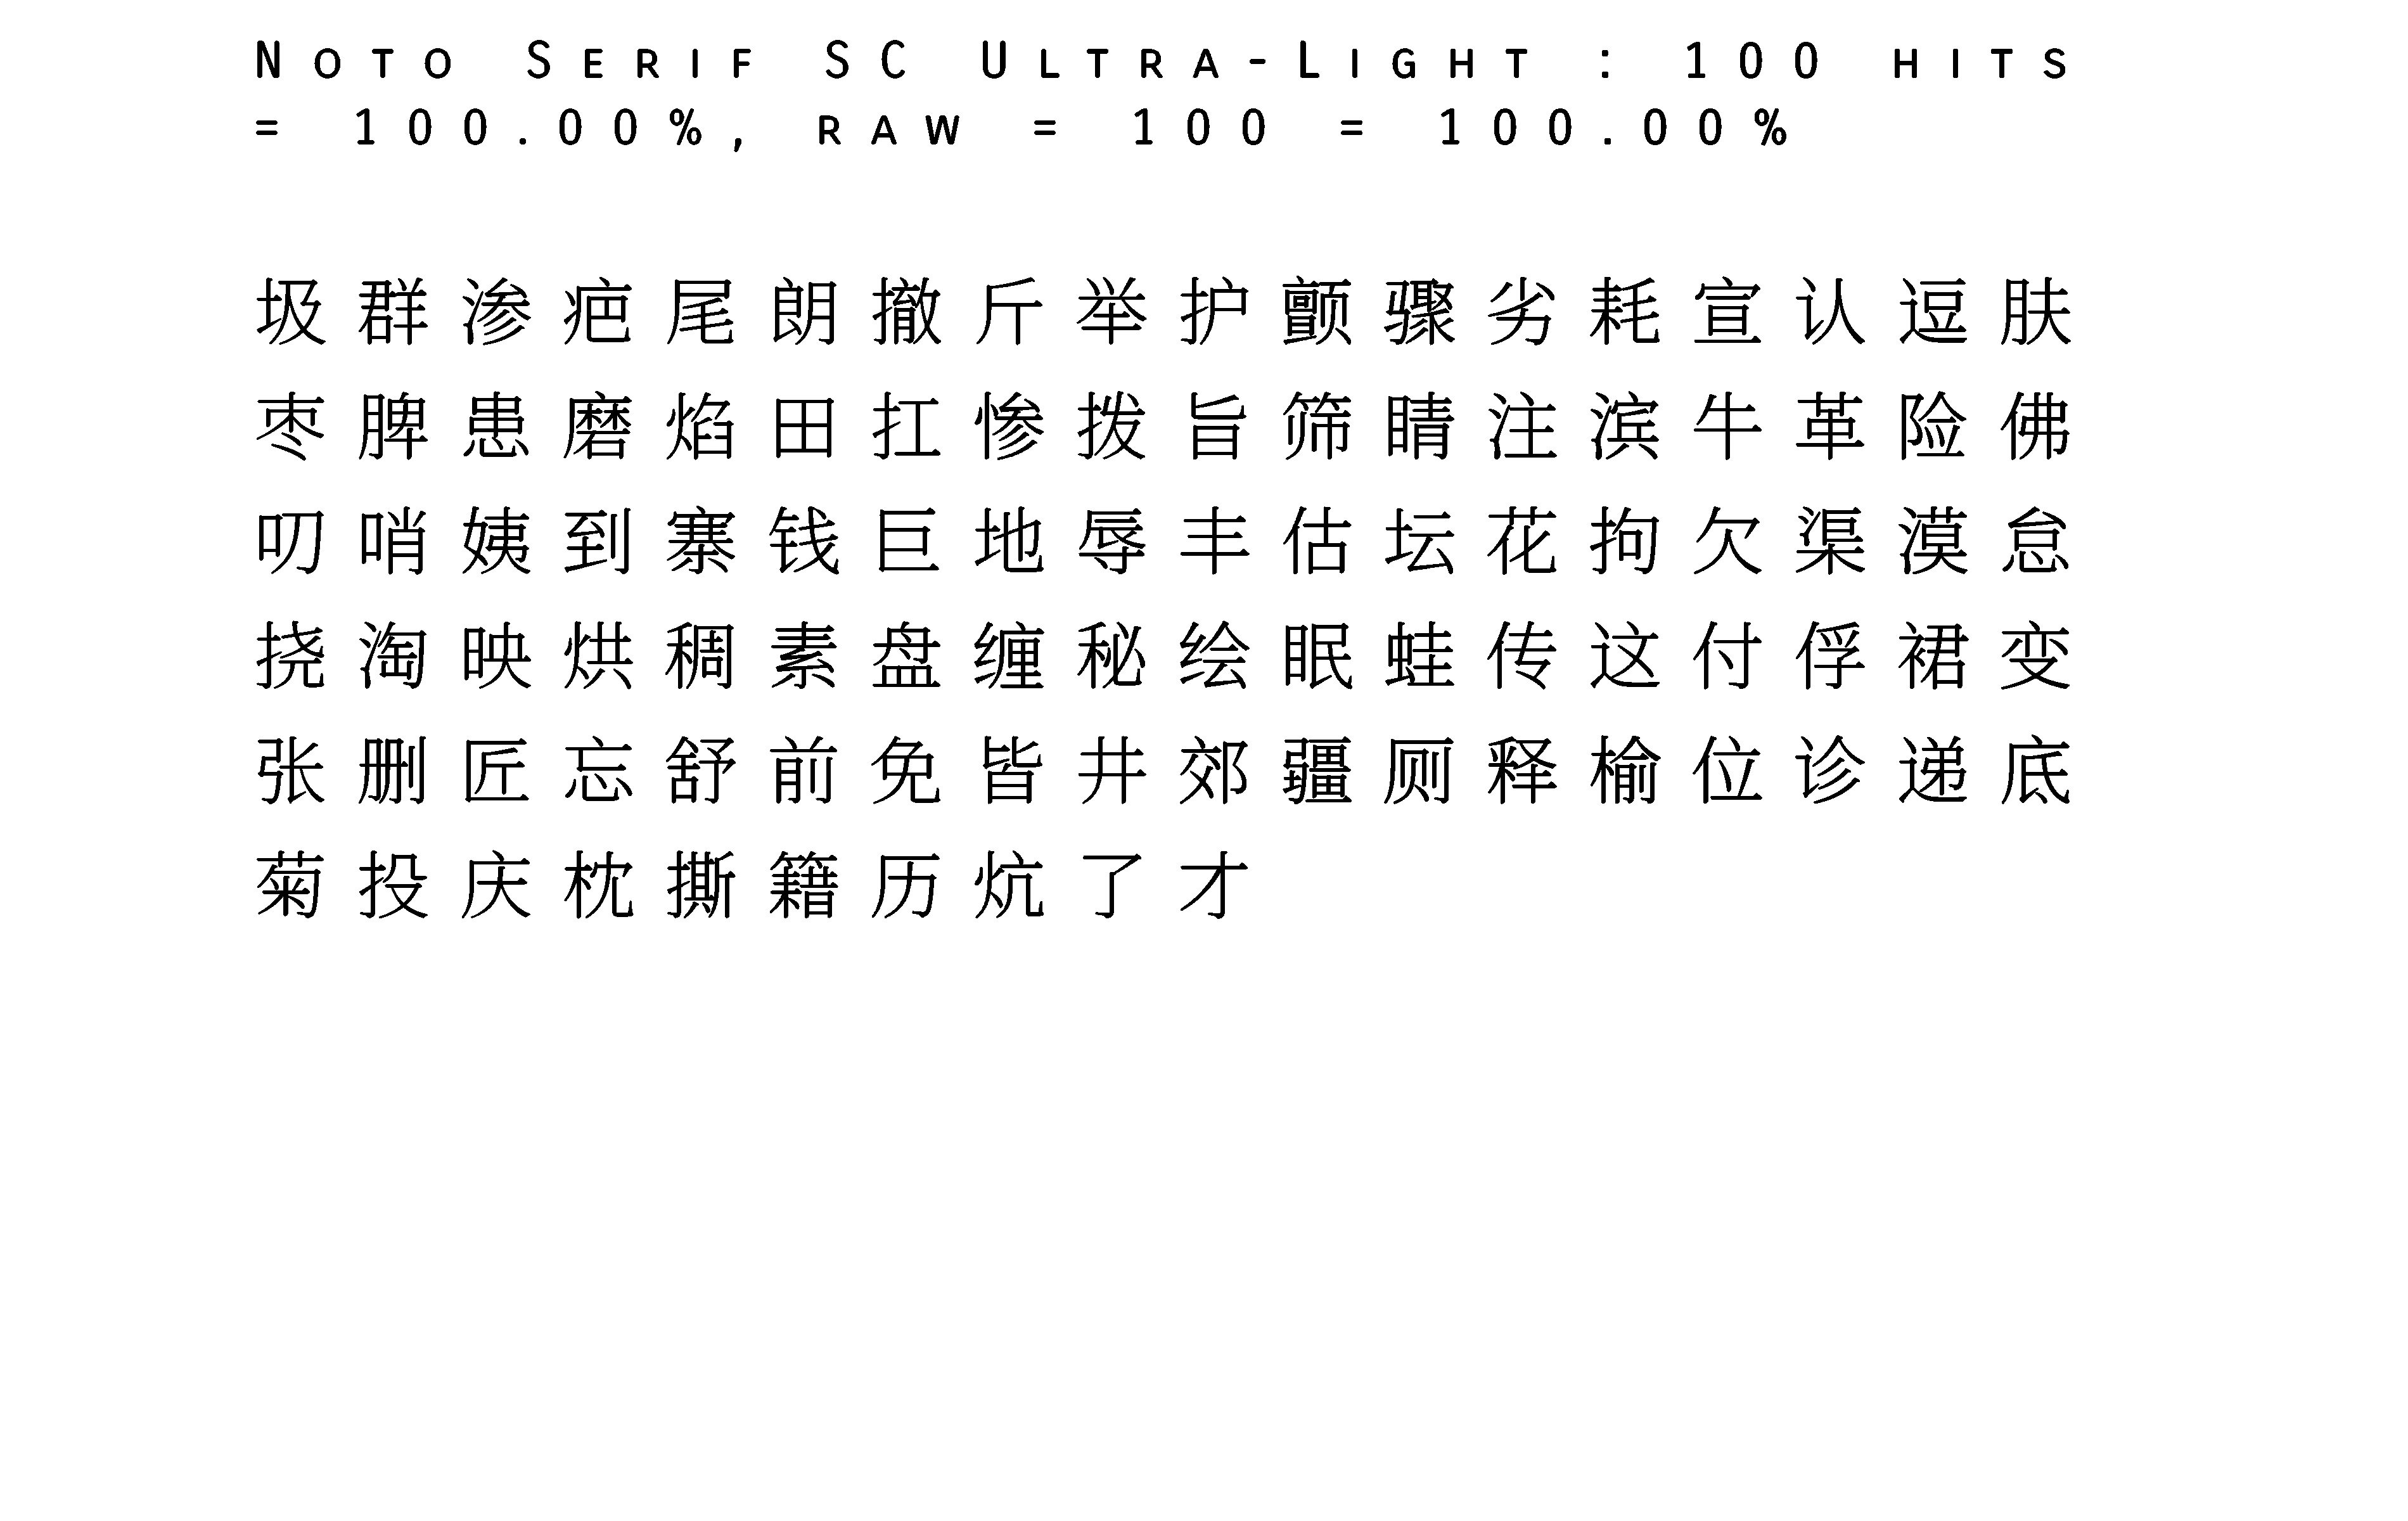 Noto Serif SC Ultra-Light : 100 hits
= 100.00%, raw = 100 = 100.00%
圾群渗疤尾朗撤斤举护颤骤劣耗宣认逗肤
枣脾患磨焰田扛惨拨旨筛睛注滨牛革险佛
叨哨姨到寨钱巨地辱丰估坛花拘欠渠漠怠
挠淘映烘稠素盘缠秘绘眠蛙传这付俘裙变
张删匠忘舒前免皆井郊疆厕释榆位诊递底
菊投庆枕撕籍历炕了才